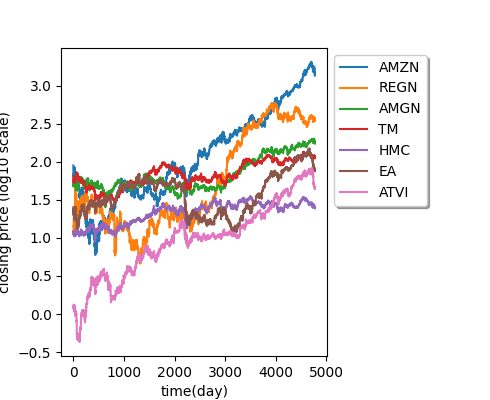 closing price (log10 scale)
3.0
2.5
2.0
1.5
1.0
0.5
0.0
−0.5
0 1000 2000 3000 4000 5000
time(day)
AMZN
REGN
AMGN
TM
HMC
EA
ATVI